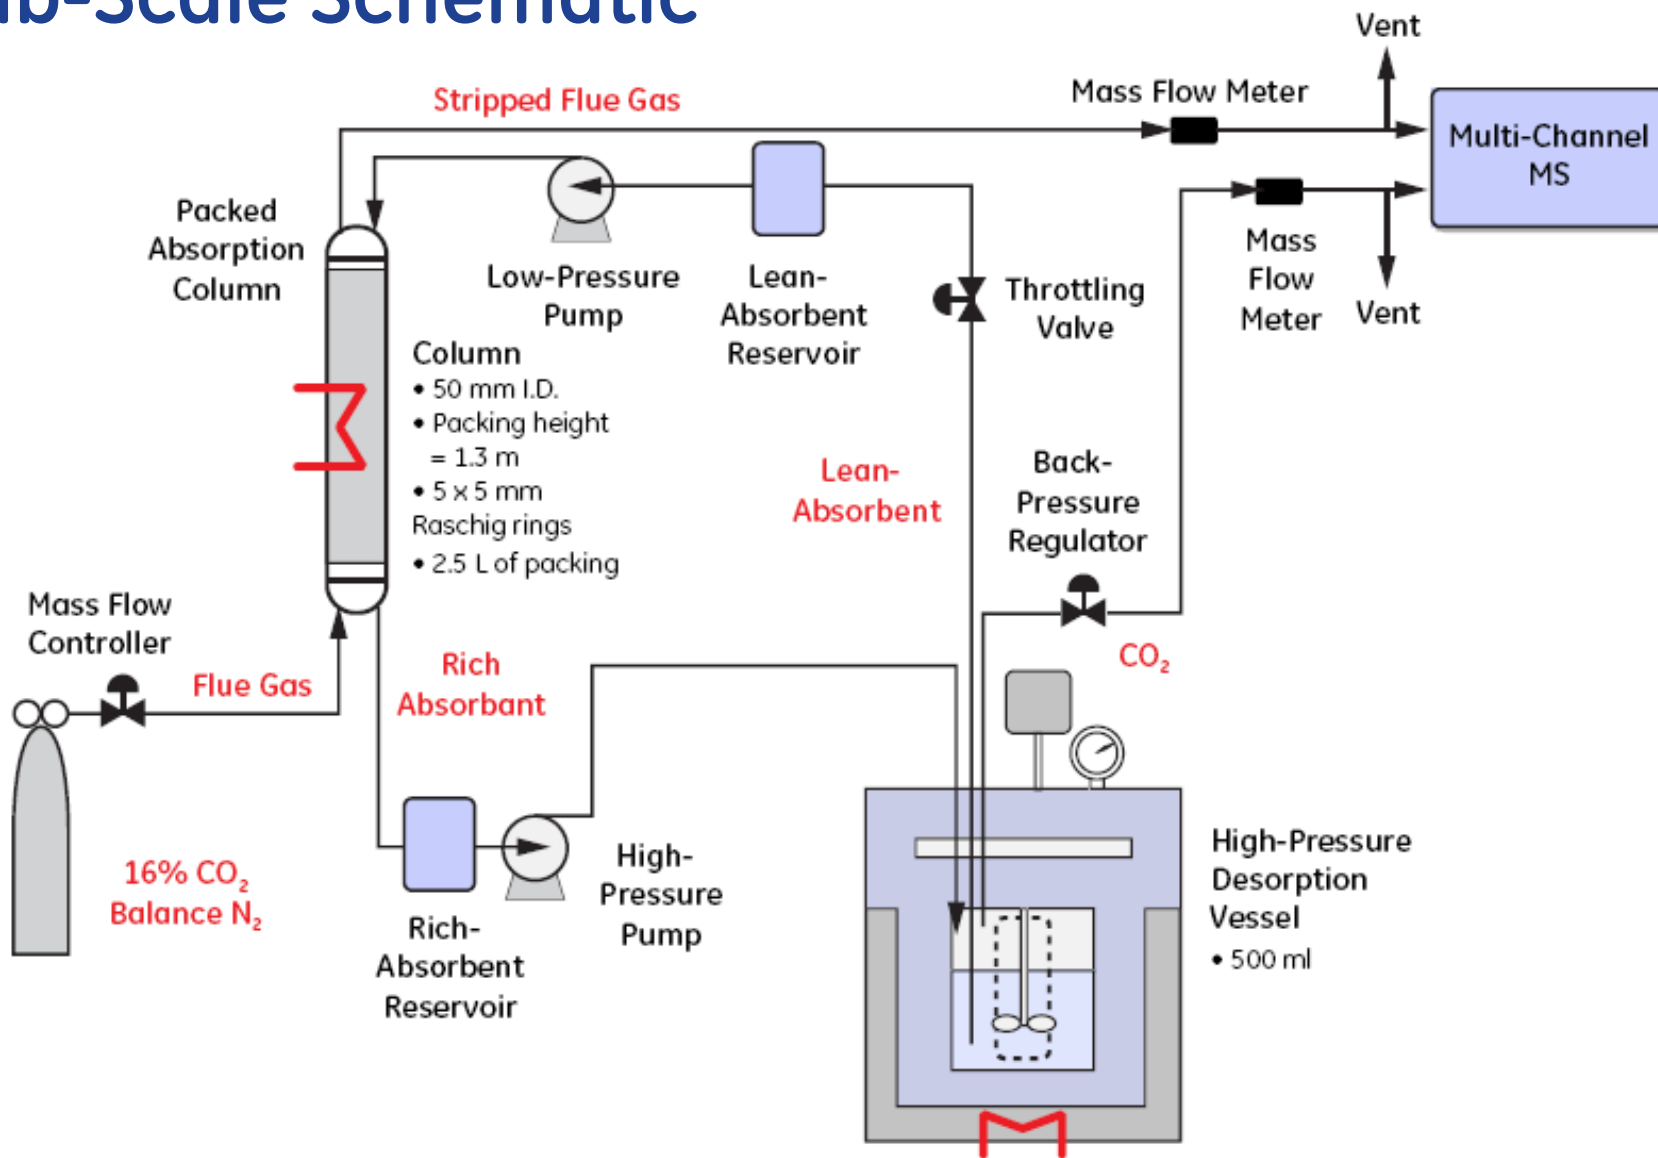 ab-Scale Schematic
Vent
Mass Flow Meter
Stripped Flue Gas
Multi-Channel
MS
Packed
Absorption
Column
Low-Pressure
Pump
Lean-
Absorbent
Reservoir
Throttling
Valve
Mass
Flow
Meter
Vent
Column
• 50 mm I.D.
• Packing height
= 1.3 m
• 5 x 5 mm
Raschig rings
• 2.5 L of packing
Lean-
Absorbent
Back-
Pressure
Regulator
Mass Flow
Controller
Flue Gas
Rich
Absorbant
CO₂
16% CO₂
Balance N₂
High-
Pressure
Pump
Rich-
Absorbent
Reservoir
High-Pressure
Desorption
Vessel
• 500 ml